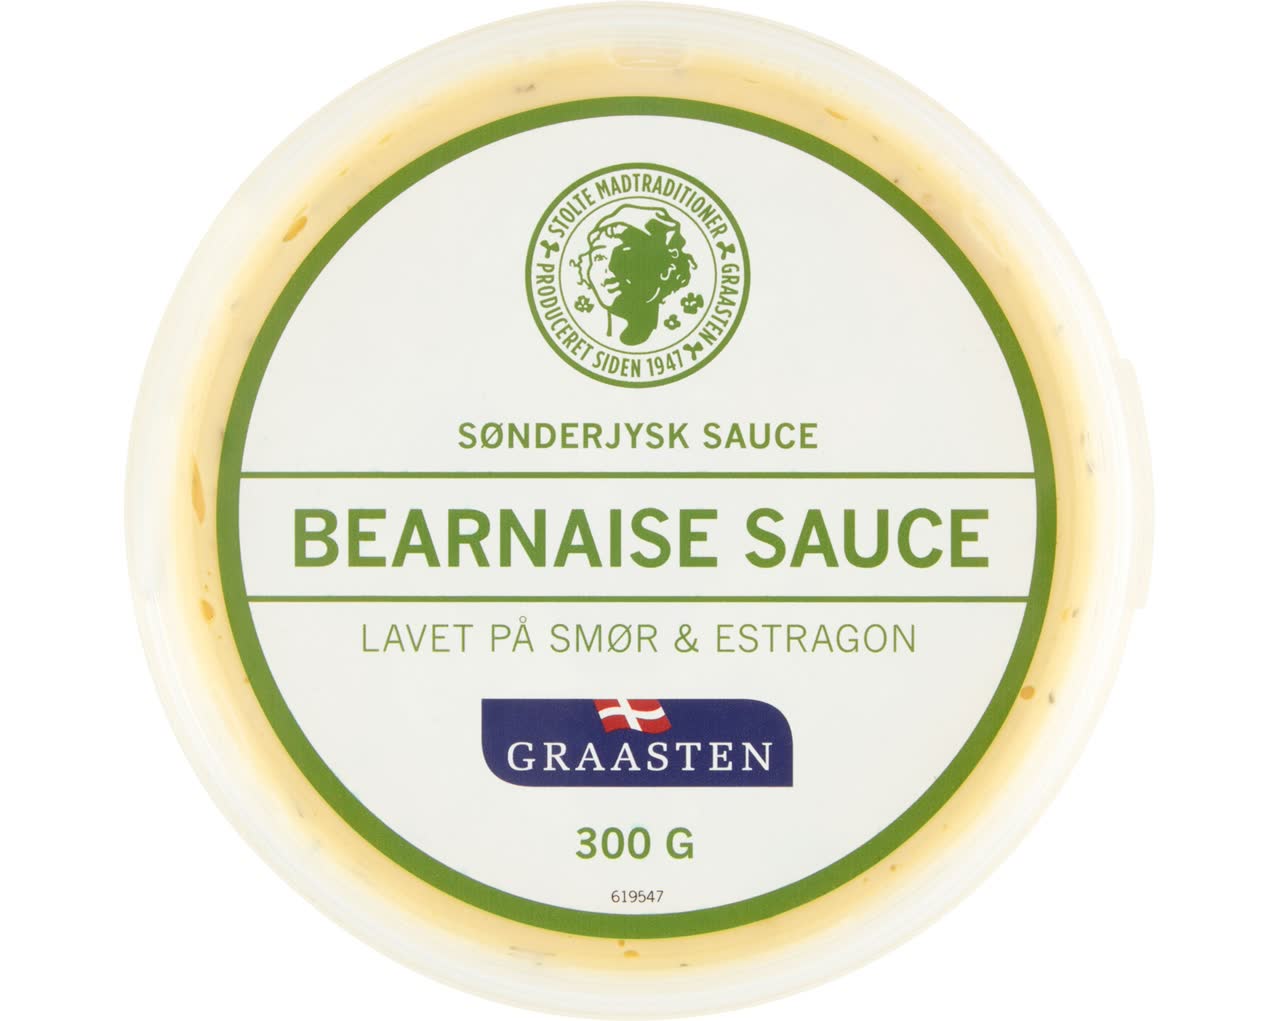 STOLTE MADTRADITIONER
GRAASTEN
PRODUCERET SIDEN 1947
SØNDERJYSK SAUCE
BEARNAISE SAUCE
LAVET PÅ SMØR & ESTRAGON
GRAASTEN
300 G
619547